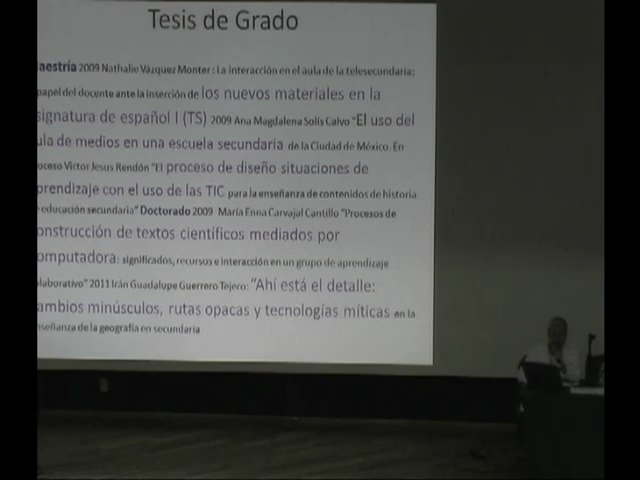 Tesis de Grado
aestría 2009 Nathalie Vázquez Monter : La interacción en el aula de la telesecundaria:
papel del docente ante la inserción de los nuevos materiales en la
signatura de español I (TS) 2009 Ana Magdalena Solís Calvo "El uso del
ula de medios en una escuela secundaria de la Ciudad de México. En
oceso Víctor Jesús Rendón "El proceso de diseño situaciones de
prendizaje con el uso de las TIC para la enseñanza de contenidos de historia
educación secundaria" Doctorado 2009 María Enna Carvajal Cantillo "Procesos de
onstrucción de textos científicos mediados por
omputadora: significados, recursos e interacción en un grupo de aprendizaje
olaborativo" 2011 Irán Guadalupe Guerrero Tejero: "Ahí está el detalle:
ambios minúsculos, rutas opacas y tecnologías míticas en la
nseñanza de la geografía en secundaria